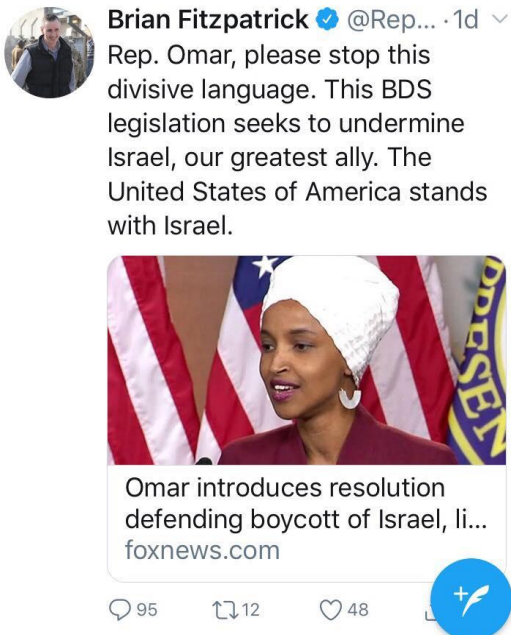 Brian Fitzpatrick @Rep... · 1d
Rep. Omar, please stop this
divisive language. This BDS
legislation seeks to undermine
Israel, our greatest ally. The
United States of America stands
with Israel.
PRESEN
Omar introduces resolution
defending boycott of Israel, li...
foxnews.com
95 12 48